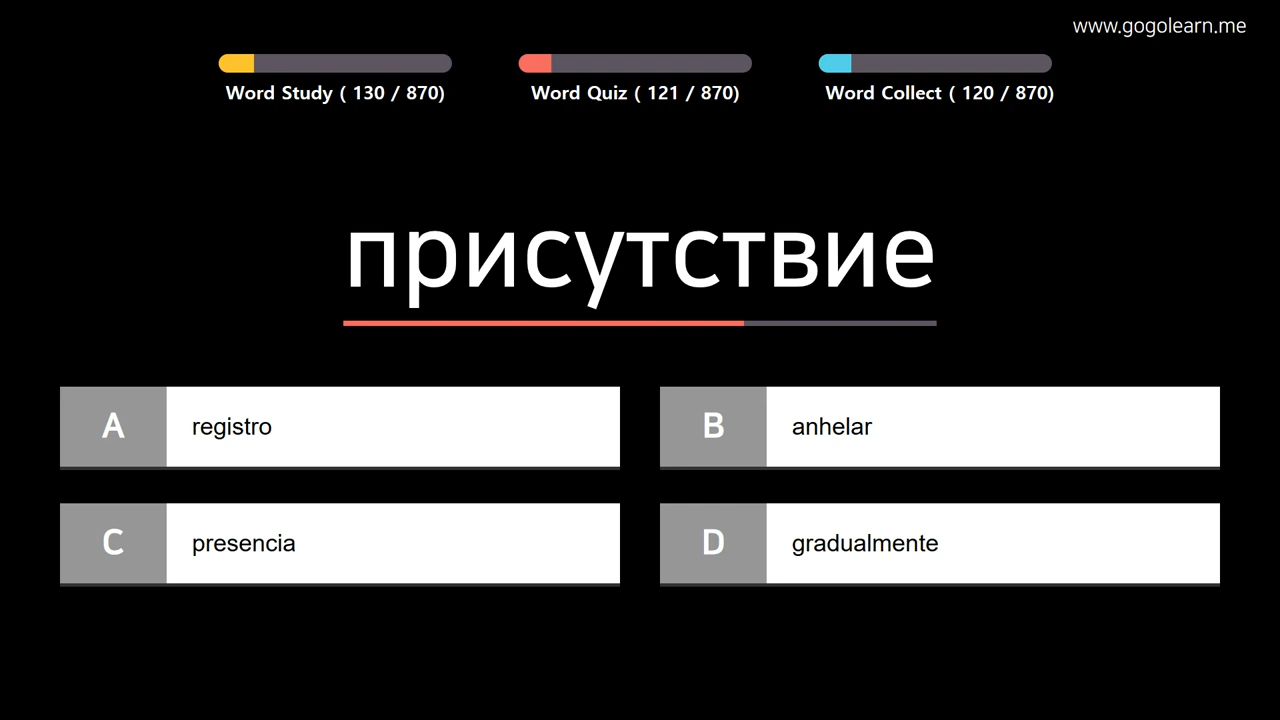 www.gogolearn.me
Word Study ( 130 / 870)
Word Quiz ( 121 / 870)
Word Collect ( 120 / 870)
присутствие
A registro
B anhelar
C presencia
D gradualmente